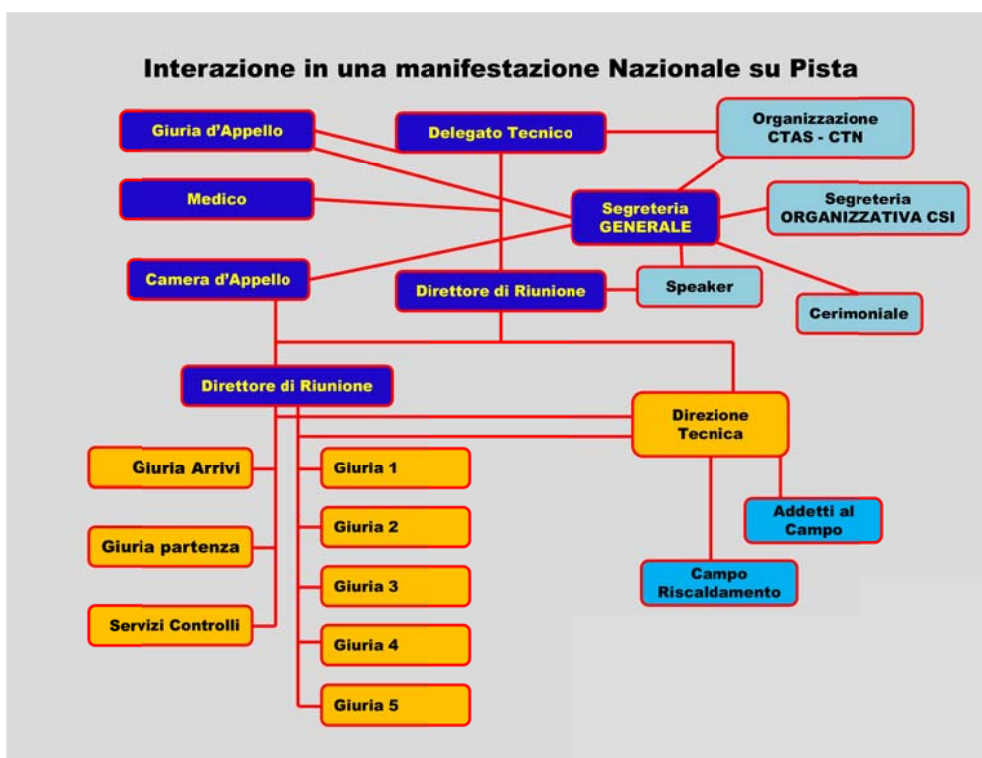 Interazione in una manifestazione Nazionale su Pista
Giuria d'Appello
Delegato Tecnico
Organizzazione
CTAS - CTN
Medico
Segreteria
GENERALE
Segreteria
ORGANIZZATIVA CSI
Camera d'Appello
Direttore di Riunione
Speaker
Cerimoniale
Direttore di Riunione
Direzione
Tecnica
Giuria Arrivi
Giuria 1
Addetti al
Campo
Giuria 2
Giuria partenza
Campo
Riscaldamento
Giuria 3
Servizi Controlli
Giuria 4
Giuria 5